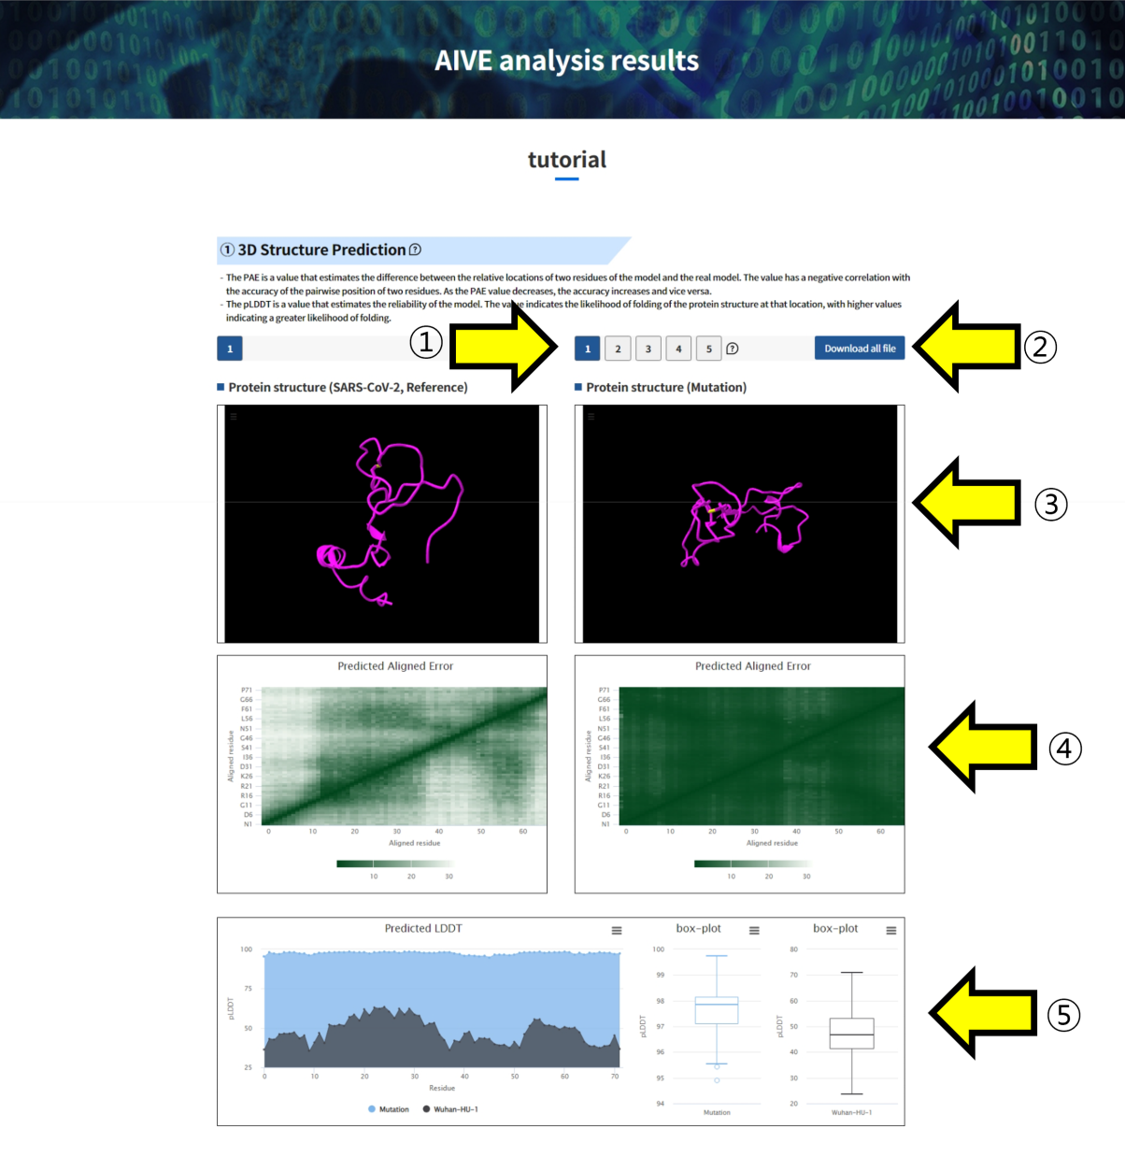 AIVE analysis results
tutorial
① 3D Structure Prediction ?
- The PAE is a value that estimates the difference between the relative locations of two residues of the model and the real model. The value has a negative correlation with
the accuracy of the pairwise position of two residues. As the PAE value decreases, the accuracy increases and vice versa.
- The pLDDT is a value that estimates the reliability of the model. The value indicates the likelihood of folding of the protein structure at that location, with higher values
indicating a greater likelihood of folding.
1
①
1 2 3 4 5 ?
Download all file
②
Protein structure (SARS-CoV-2, Reference)
Protein structure (Mutation)
③
Predicted Aligned Error
Aligned residue
P71
G66
F61
L56
N51
G46
S41
I36
D31
K26
R21
R16
G11
D6
N1
0 10 20 30 40 50 60
Aligned residue
10 20 30
Predicted Aligned Error
Aligned residue
P71
G66
F61
L56
N51
G46
S41
I36
D31
K26
R21
R16
G11
D6
N1
0 10 20 30 40 50 60
Aligned residue
10 20 30
④
Predicted LDDT
pLDDT
100
75
50
25
0 10 20 30 40 50 60 70
Residue
Mutation Wuhan-HU-1
box-plot
pLDDT
100
99
98
97
96
95
94
Mutation
box-plot
pLDDT
80
70
60
50
40
30
20
Wuhan-HU-1
⑤